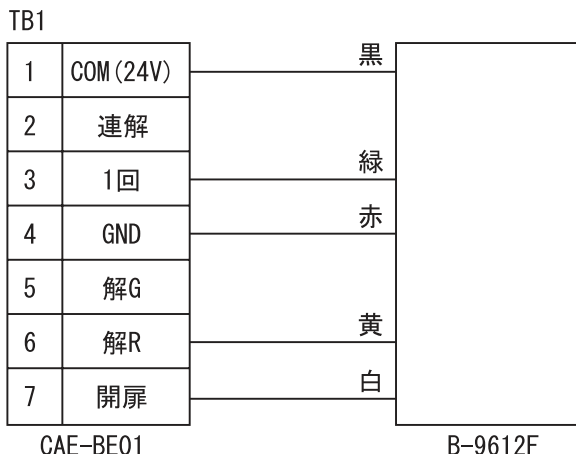 TB1
1 COM(24V) 黒
2 連解
3 1回 緑
4 GND 赤
5 解G
6 解R 黄
7 開扉 白
CAE-BE01 B-9612F